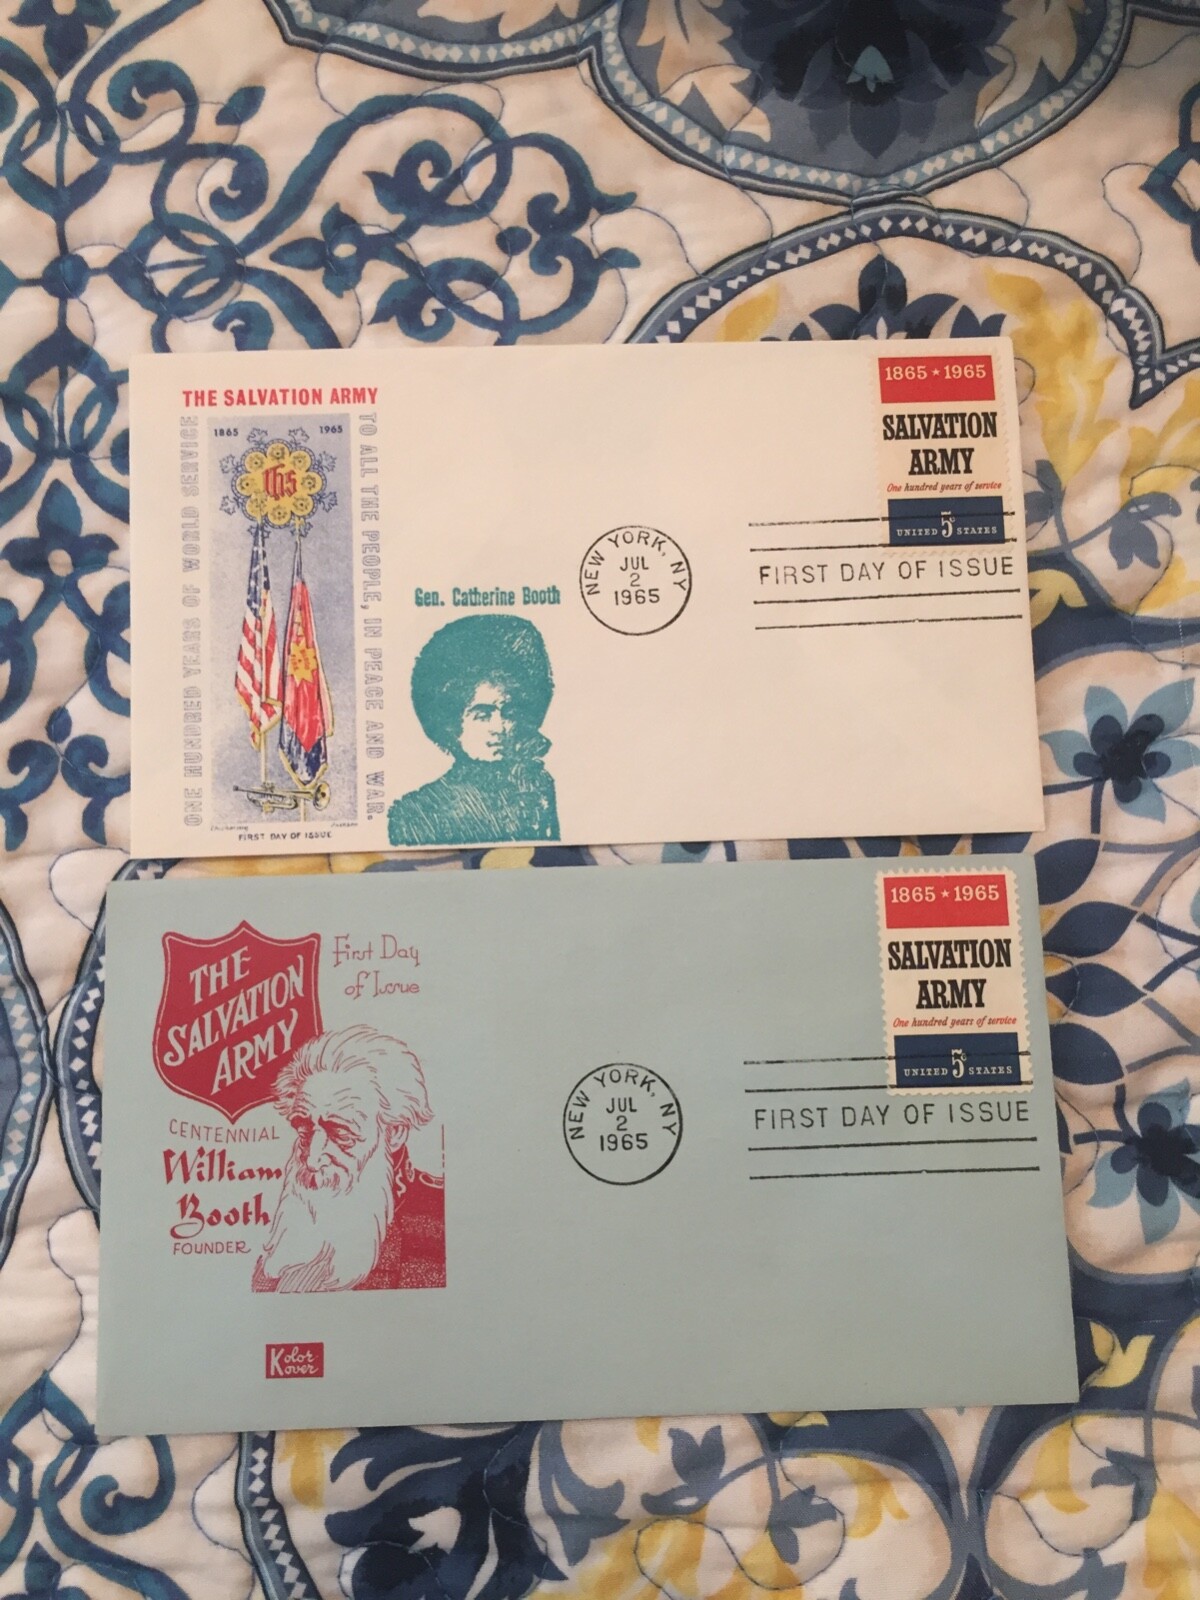 THE SALVATION ARMY
ONE HUNDRED YEARS OF WORLD SERVICE
1865 1965
ihs
TO ALL THE PEOPLE, IN PEACE AND WAR.
FIRST DAY OF ISSUE
Gen. Catherine Booth
NEW YORK, NY
JUL
2
1965
1865 ★ 1965
SALVATION
ARMY
One hundred years of service
UNITED 5c STATES
FIRST DAY OF ISSUE
THE
SALVATION
ARMY
First Day
of Issue
CENTENNIAL
William
Booth
FOUNDER
Kolor
Kover
NEW YORK, NY
JUL
2
1965
1865 ★ 1965
SALVATION
ARMY
One hundred years of service
UNITED 5c STATES
FIRST DAY OF ISSUE